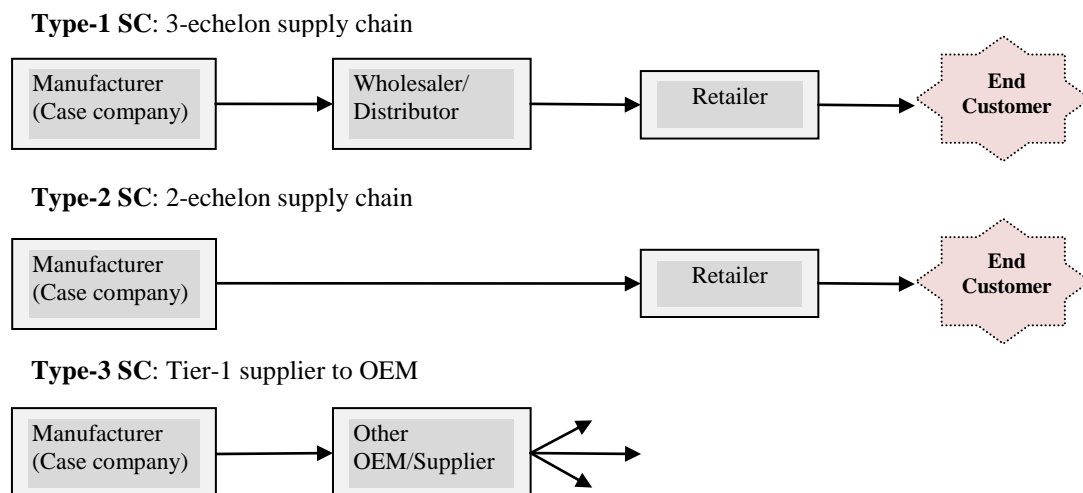 Type-1 SC: 3-echelon supply chain
Manufacturer
(Case company)
Wholesaler/
Distributor
Retailer
End
Customer
Type-2 SC: 2-echelon supply chain
Manufacturer
(Case company)
Retailer
End
Customer
Type-3 SC: Tier-1 supplier to OEM
Manufacturer
(Case company)
Other
OEM/Supplier